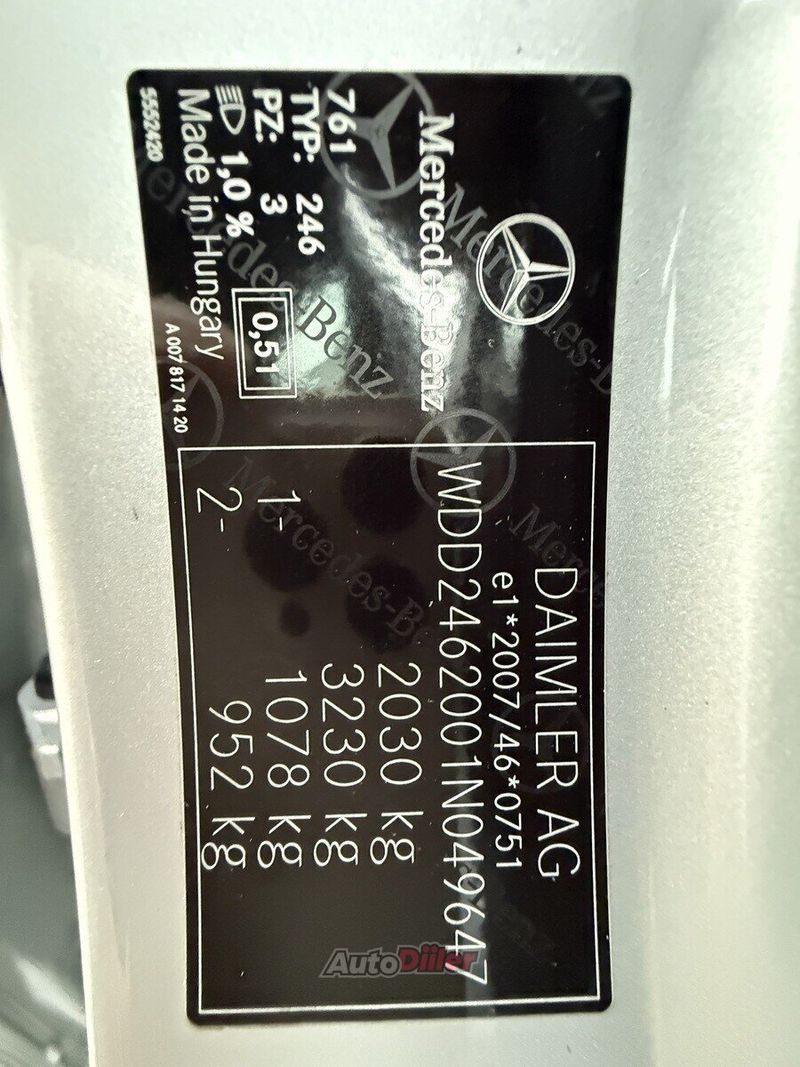 Mercedes-Benz
761
TYP: 246
PZ: 3
0,51
1,0 %
Made in Hungary
5552420
A 007 817 14 20
DAIMLER AG
e1*2007/46*0751
WDD2462001N049647
2030 kg
3230 kg
1- 1078 kg
2- 952 kg
AutoDiiler